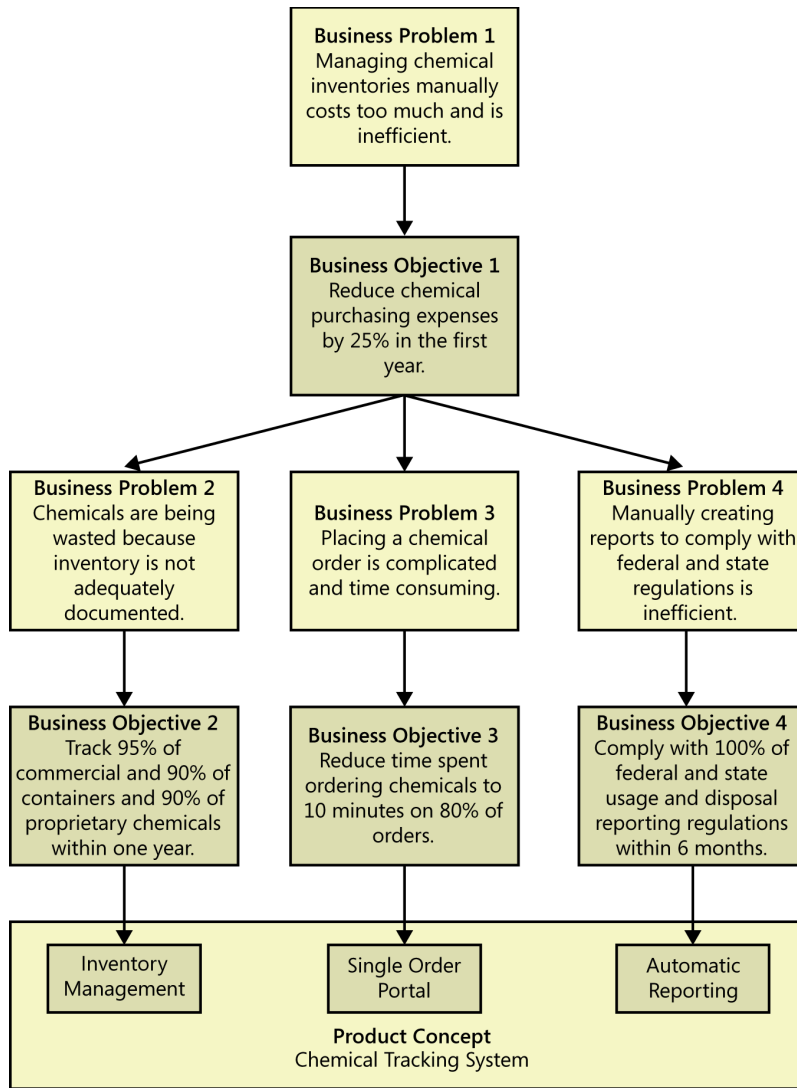 Business Problem 1
Managing chemical
inventories manually
costs too much and is
inefficient.
Business Objective 1
Reduce chemical
purchasing expenses
by 25% in the first
year.
Business Problem 2
Chemicals are being
wasted because
inventory is not
adequately
documented.
Business Problem 3
Placing a chemical
order is complicated
and time consuming.
Business Problem 4
Manually creating
reports to comply with
federal and state
regulations is
inefficient.
Business Objective 2
Track 95% of
commercial and 90% of
containers and 90% of
proprietary chemicals
within one year.
Business Objective 3
Reduce time spent
ordering chemicals to
10 minutes on 80% of
orders.
Business Objective 4
Comply with 100% of
federal and state
usage and disposal
reporting regulations
within 6 months.
Inventory
Management
Single Order
Portal
Automatic
Reporting
Product Concept
Chemical Tracking System